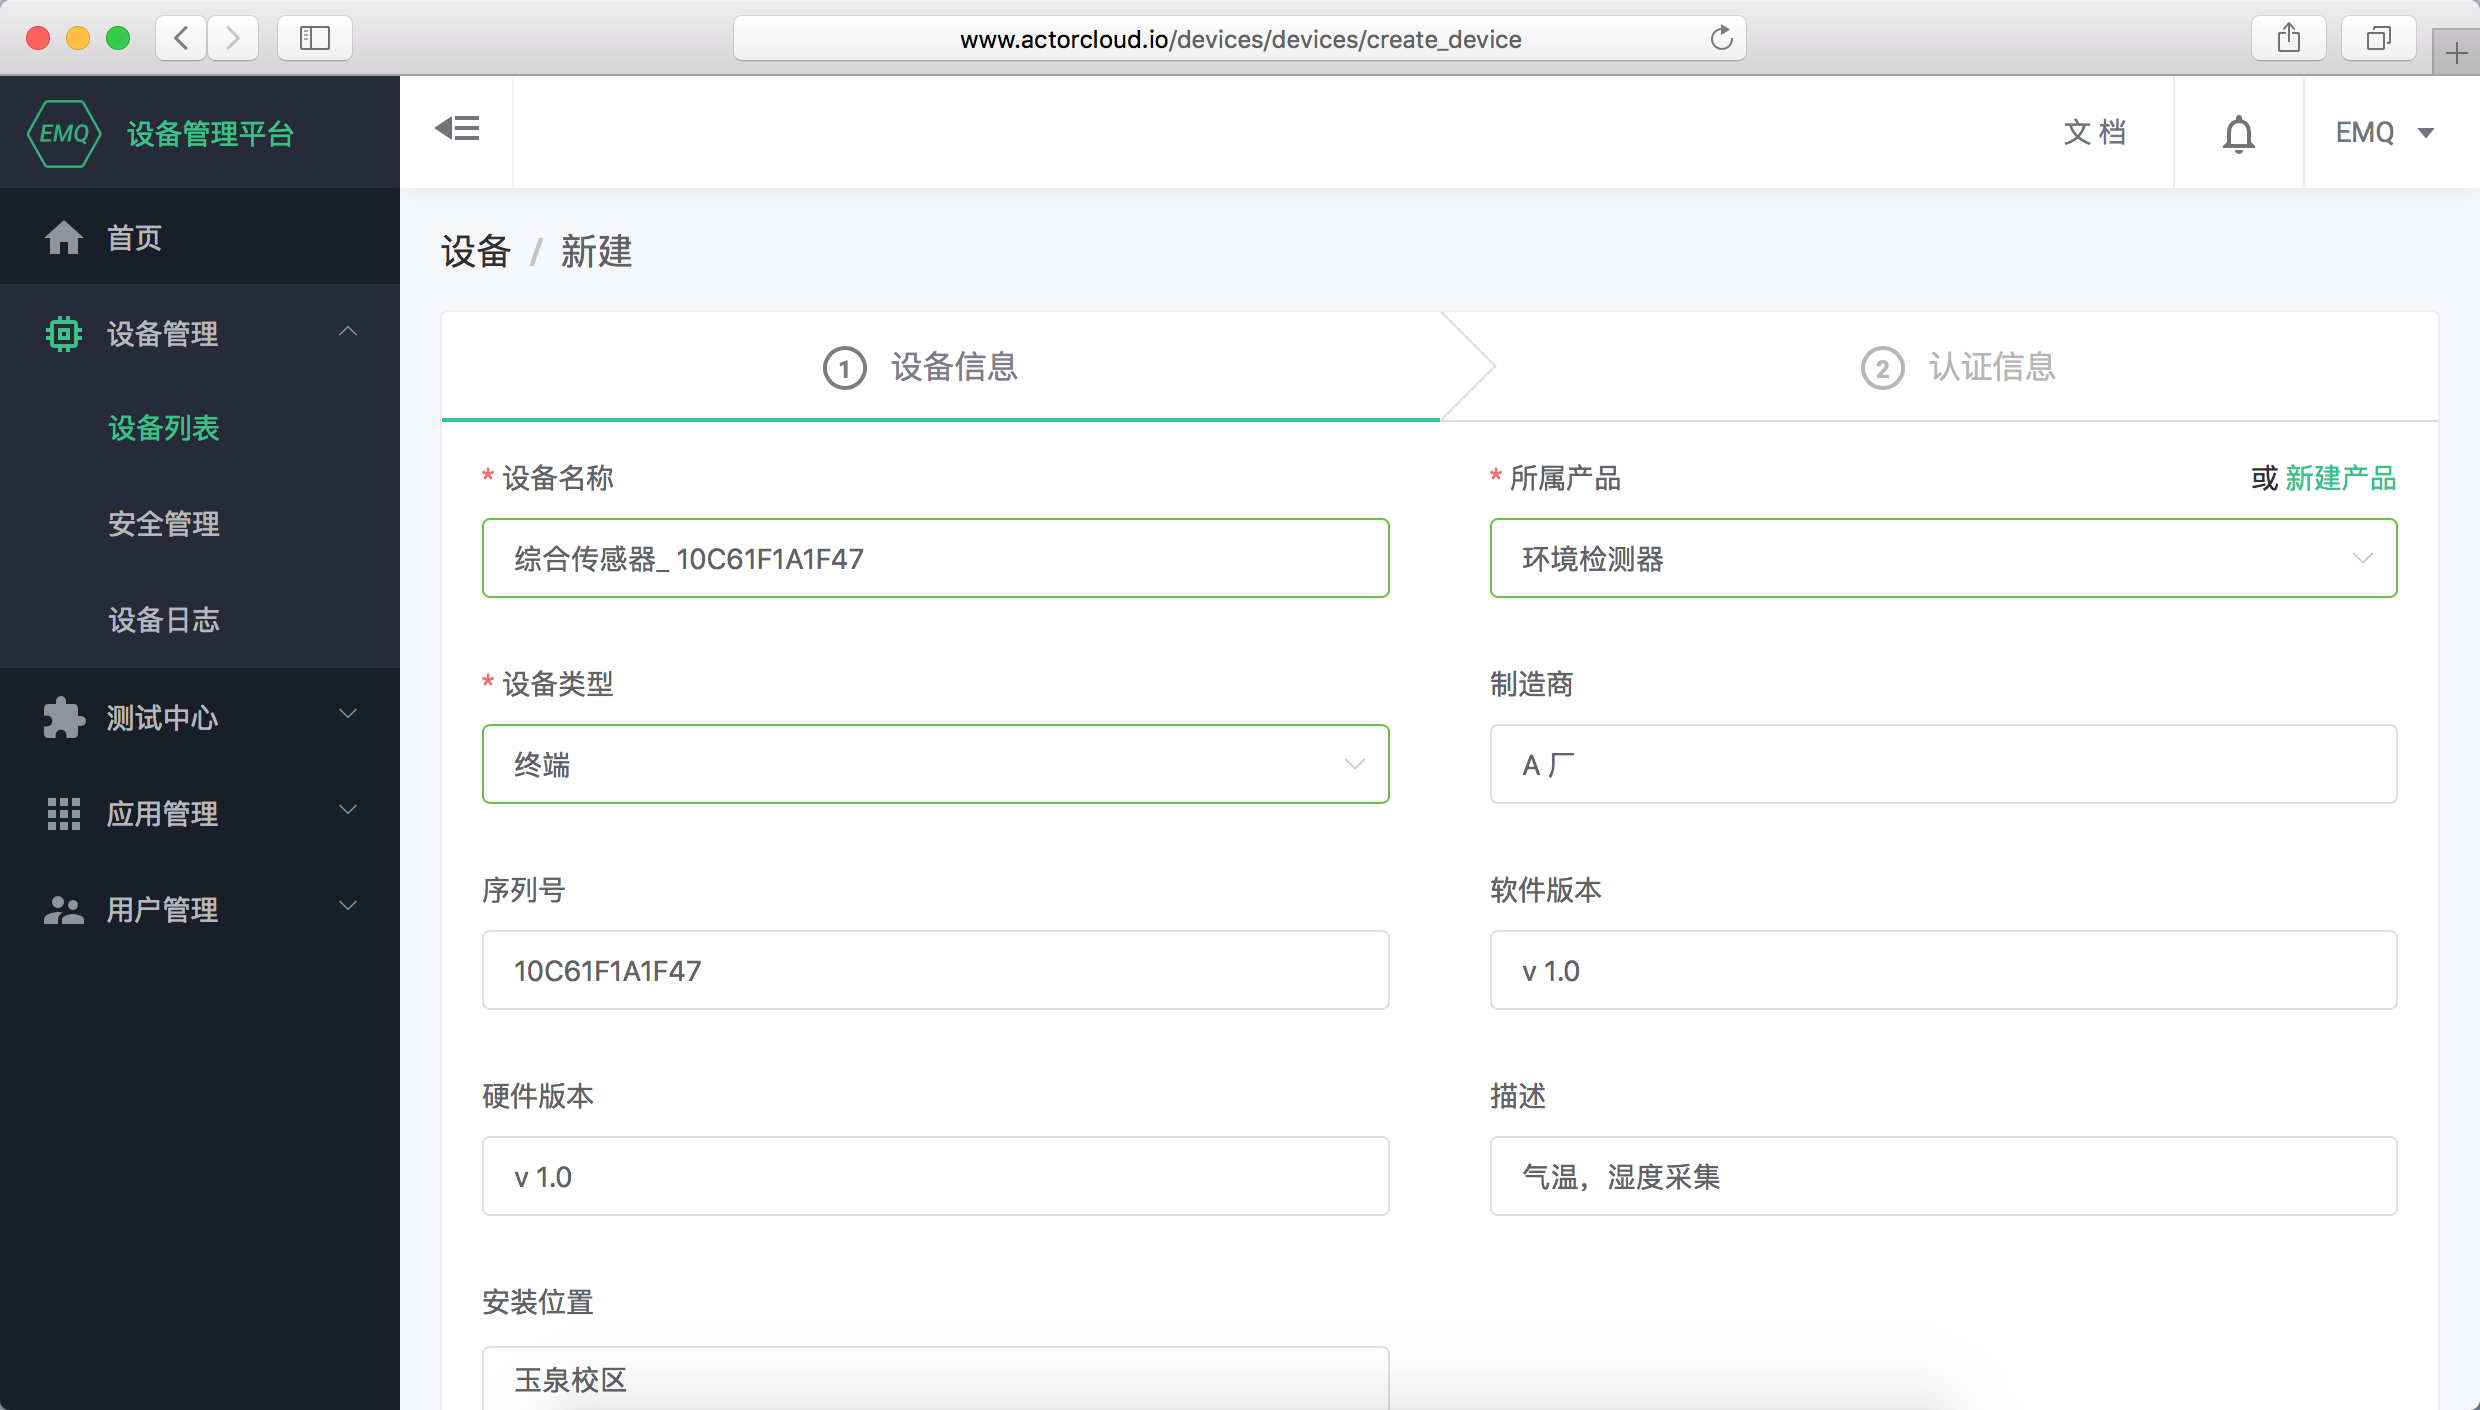 www.actorcloud.io/devices/devices/create_device
EMQ 设备管理平台
文 档
EMQ
首页
设备管理
设备列表
安全管理
设备日志
测试中心
应用管理
用户管理
设备 / 新建
1 设备信息
2 认证信息
* 设备名称
综合传感器_ 10C61F1A1F47
* 所属产品 或 新建产品
环境检测器
* 设备类型
终端
制造商
A 厂
序列号
10C61F1A1F47
软件版本
v 1.0
硬件版本
v 1.0
描述
气温，湿度采集
安装位置
玉泉校区